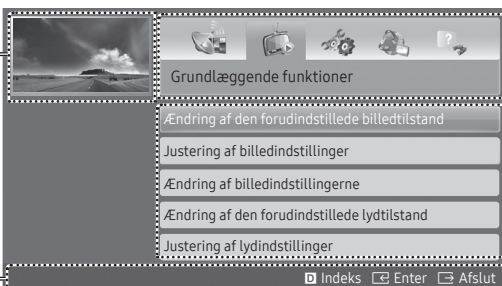 Grundlæggende funktioner
Ændring af den forudindstillede billedtilstand
Justering af billedindstillinger
Ændring af billedindstillingerne
Ændring af den forudindstillede lydtilstand
Justering af lydindstillinger
D Indeks Enter Afslut